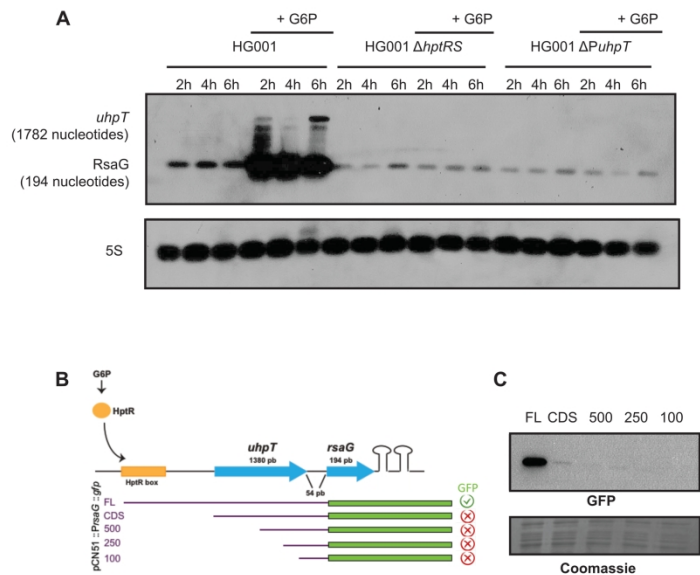 A
+ G6P
+ G6P
+ G6P
HG001
HG001 ΔhptRS
HG001 ΔPuhpT
2h 4h 6h 2h 4h 6h 2h 4h 6h 2h 4h 6h 2h 4h 6h 2h 4h 6h
uhpT
(1782 nucleotides)
RsaG
(194 nucleotides)
5S
B
G6P
HptR
uhpT
1380 pb
rsaG
194 pb
HptR box
54 pb
GFP
pCN51 :: PrsaG :: gfp
FL
CDS
500
250
100
C
FL CDS 500 250 100
GFP
Coomassie